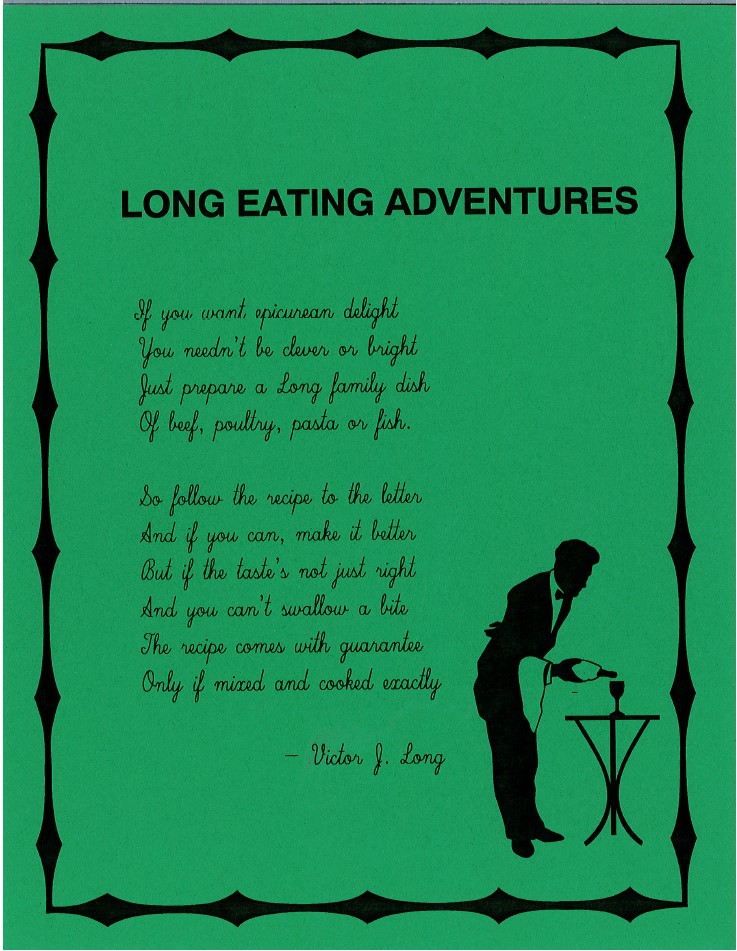 LONG EATING ADVENTURES
If you want epicurean delight
You needn't be clever or bright
Just prepare a Long family dish
Of beef, poultry, pasta or fish.
So follow the recipe to the letter
And if you can, make it better
But if the taste's not just right
And you can't swallow a bite
The recipe comes with guarantee
Only if mixed and cooked exactly
– Victor J. Long